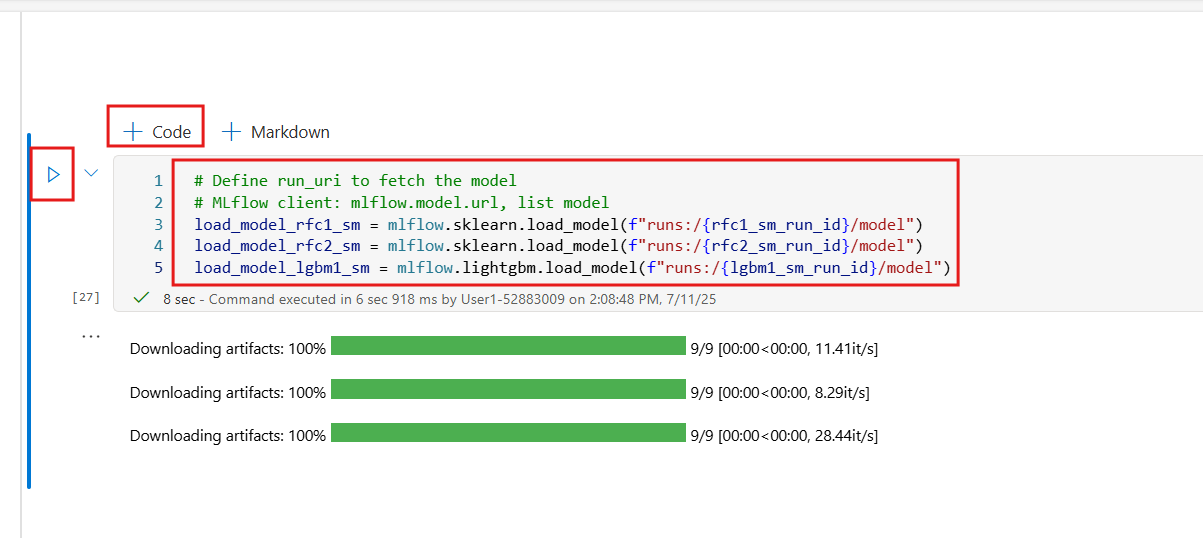 + Code + Markdown
1 # Define run_uri to fetch the model
2 # MLflow client: mlflow.model.url, list model
3 load_model_rfc1_sm = mlflow.sklearn.load_model(f"runs:/{rfc1_sm_run_id}/model")
4 load_model_rfc2_sm = mlflow.sklearn.load_model(f"runs:/{rfc2_sm_run_id}/model")
5 load_model_lgbm1_sm = mlflow.lightgbm.load_model(f"runs:/{lgbm1_sm_run_id}/model")
[27] 8 sec - Command executed in 6 sec 918 ms by User1-52883009 on 2:08:48 PM, 7/11/25
...
Downloading artifacts: 100% 9/9 [00:00<00:00, 11.41it/s]
Downloading artifacts: 100% 9/9 [00:00<00:00, 8.29it/s]
Downloading artifacts: 100% 9/9 [00:00<00:00, 28.44it/s]